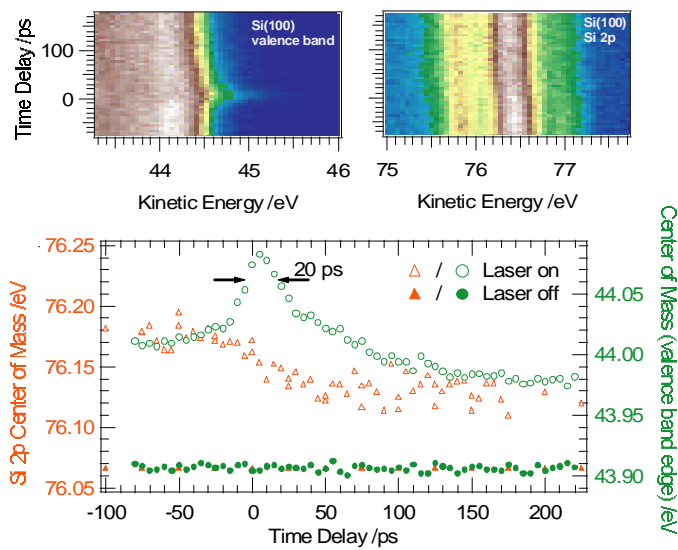 Si(100)
valence band
Si(100)
Si 2p
Time Delay /ps
100
0
44
45
46
75
76
77
Kinetic Energy /eV
Kinetic Energy /eV
Si 2p Center of Mass /eV
76.25
76.20
76.15
76.10
76.05
20 ps
/ Laser on
/ Laser off
44.05
44.00
43.95
43.90
Center of Mass (valence band edge) /eV
-100
-50
0
50
100
150
200
Time Delay /ps